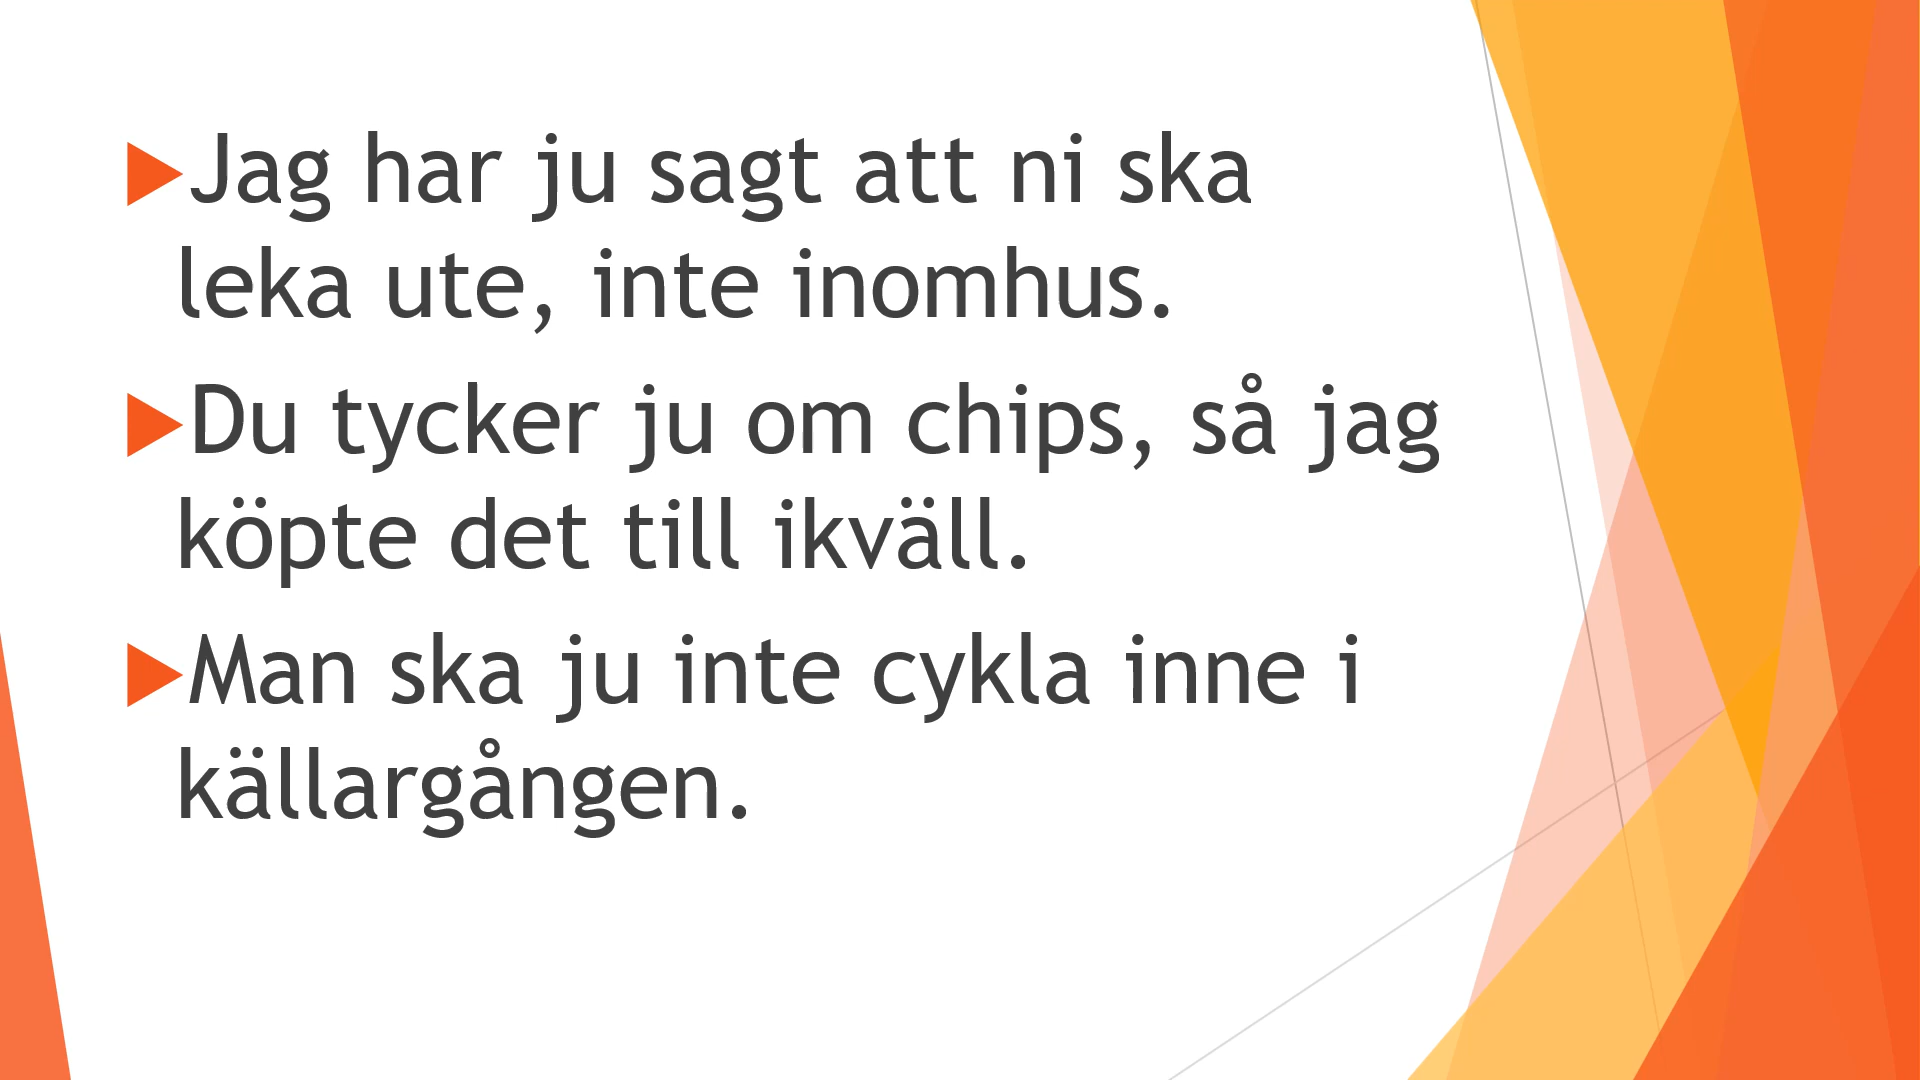 Jag har ju sagt att ni ska
leka ute, inte inomhus.
Du tycker ju om chips, så jag
köpte det till ikväll.
Man ska ju inte cykla inne i
källargången.